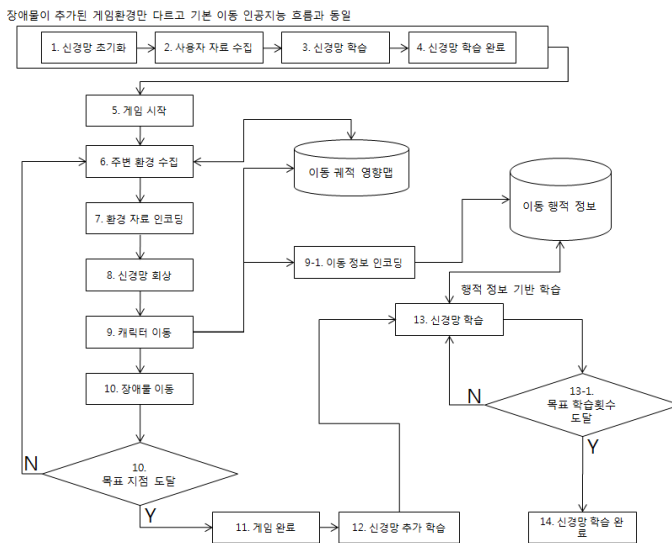 장애물이 추가된 게임환경만 다르고 기본 이동 인공지능 흐름과 동일
1. 신경망 초기화
2. 사용자 자료 수집
3. 신경망 학습
4. 신경망 학습 완료
5. 게임 시작
6. 주변 환경 수집
이동 궤적 영향맵
이동 행적 정보
7. 환경 자료 인코딩
8. 신경망 회상
9-1. 이동 정보 인코딩
행적 정보 기반 학습
9. 캐릭터 이동
13. 신경망 학습
10. 장애물 이동
N
13-1.
목표 학습횟수
도달
Y
N
10.
목표 지점 도달
Y
11. 게임 완료
12. 신경망 추가 학습
14. 신경망 학습 완
료